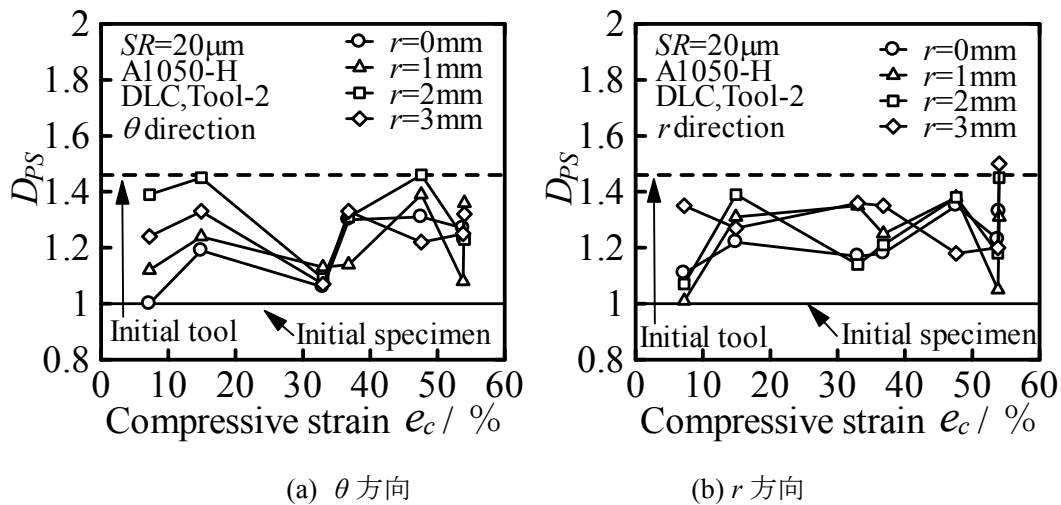 2
1.8
1.6
1.4
1.2
1
0.8
D_PS
SR=20μm
A1050-H
DLC,Tool-2
θ direction
r=0mm
r=1mm
r=2mm
r=3mm
Initial tool
Initial specimen
0 10 20 30 40 50 60
Compressive strain e_c / %
(a) θ 方向
2
1.8
1.6
1.4
1.2
1
0.8
D_PS
SR=20μm
A1050-H
DLC,Tool-2
r direction
r=0mm
r=1mm
r=2mm
r=3mm
Initial tool
Initial specimen
0 10 20 30 40 50 60
Compressive strain e_c / %
(b) r 方向